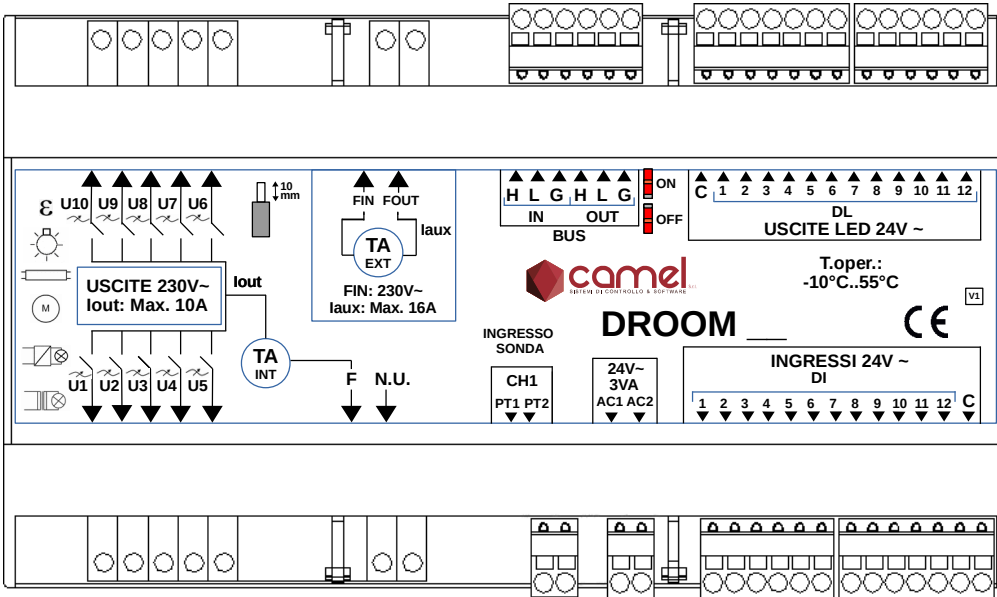 ε
U10 U9 U8 U7 U6
10
mm
USCITE 230V~
Iout: Max. 10A
Iout
M
U1 U2 U3 U4 U5
TA
INT
F N.U.
FIN FOUT
Iaux
TA
EXT
FIN: 230V~
Iaux: Max. 16A
H L G H L G
IN OUT
BUS
ON
OFF
C 1 2 3 4 5 6 7 8 9 10 11 12
DL
USCITE LED 24V ~
camel
SISTEVI DI CONTROLLO & SOFTWARE
T.oper.:
-10°C..55°C
V1
DROOM ___
CE
INGRESSO
SONDA
CH1
PT1 PT2
24V~
3VA
AC1 AC2
INGRESSI 24V ~
DI
1 2 3 4 5 6 7 8 9 10 11 12 C